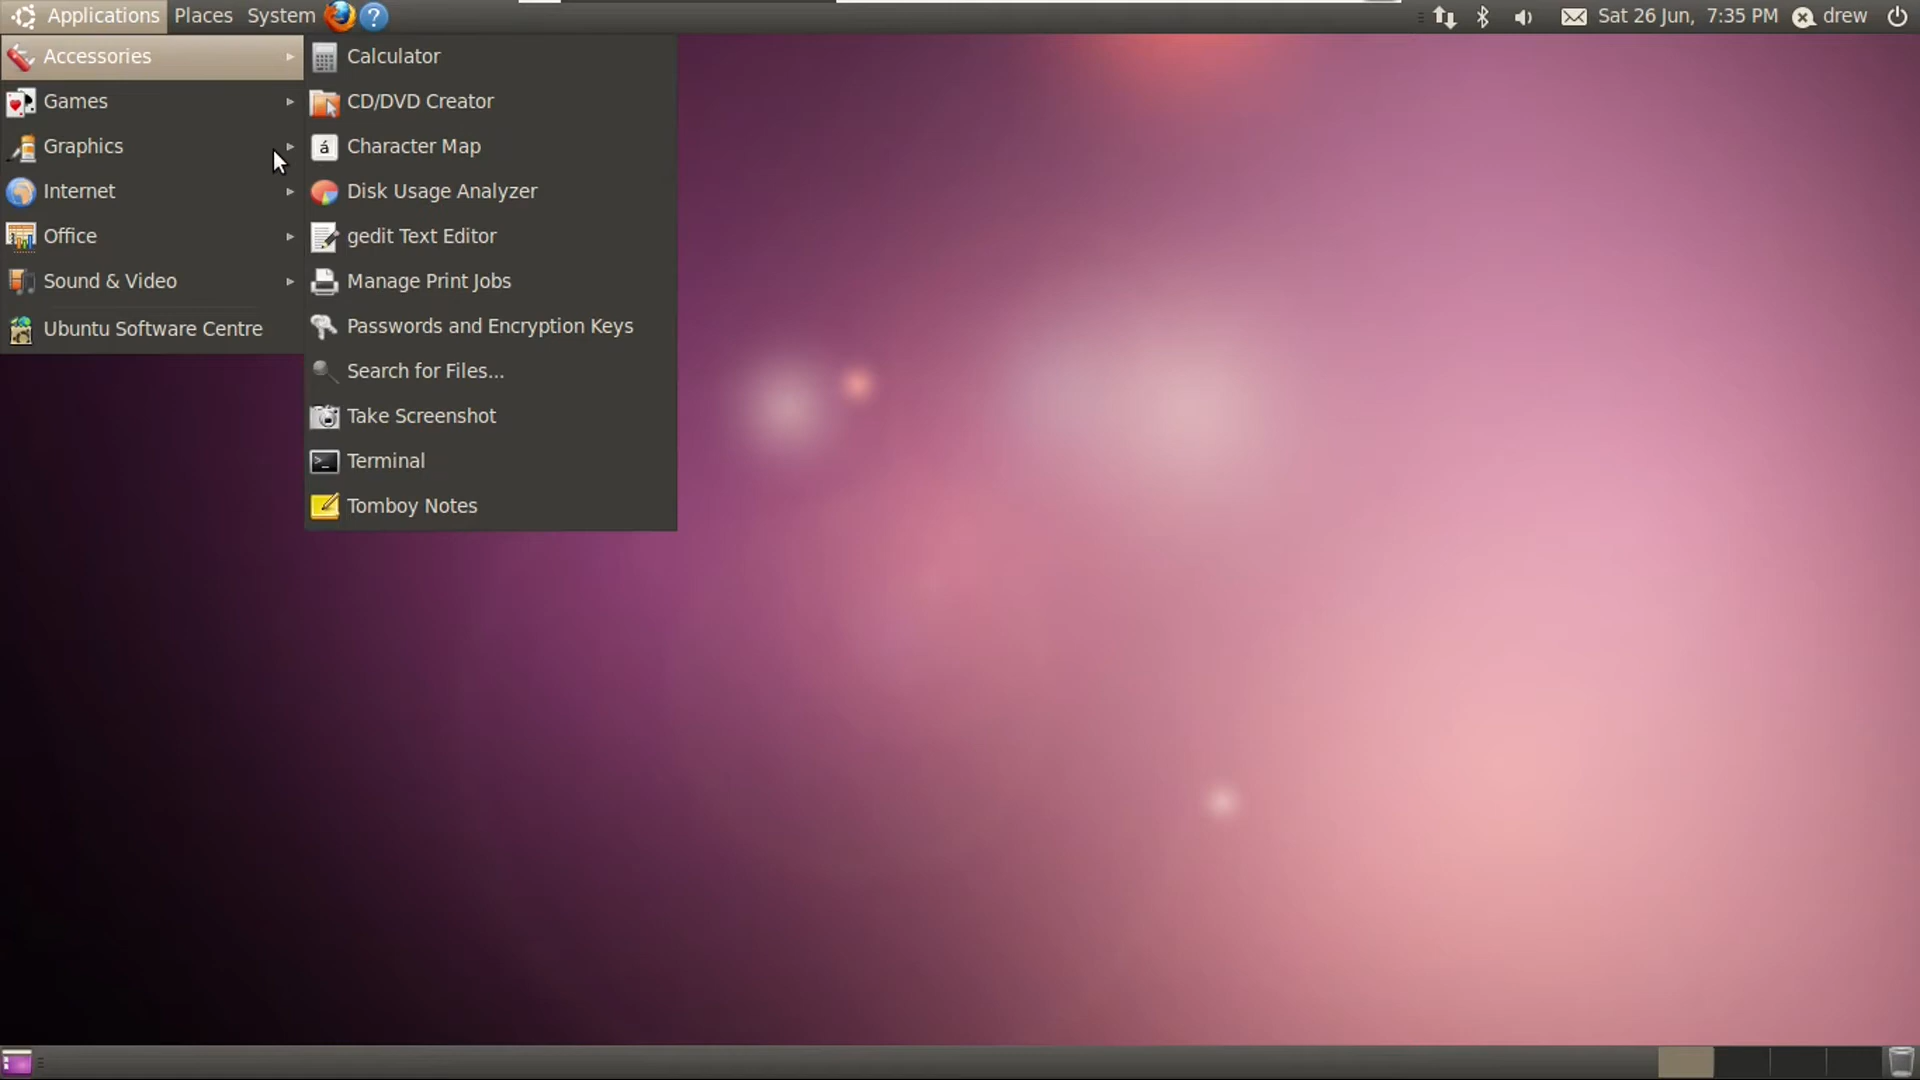 Applications Places System
Sat 26 Jun, 7:35 PM drew
Accessories
Games
Graphics
Internet
Office
Sound & Video
Ubuntu Software Centre
Calculator
CD/DVD Creator
Character Map
Disk Usage Analyzer
gedit Text Editor
Manage Print Jobs
Passwords and Encryption Keys
Search for Files...
Take Screenshot
Terminal
Tomboy Notes